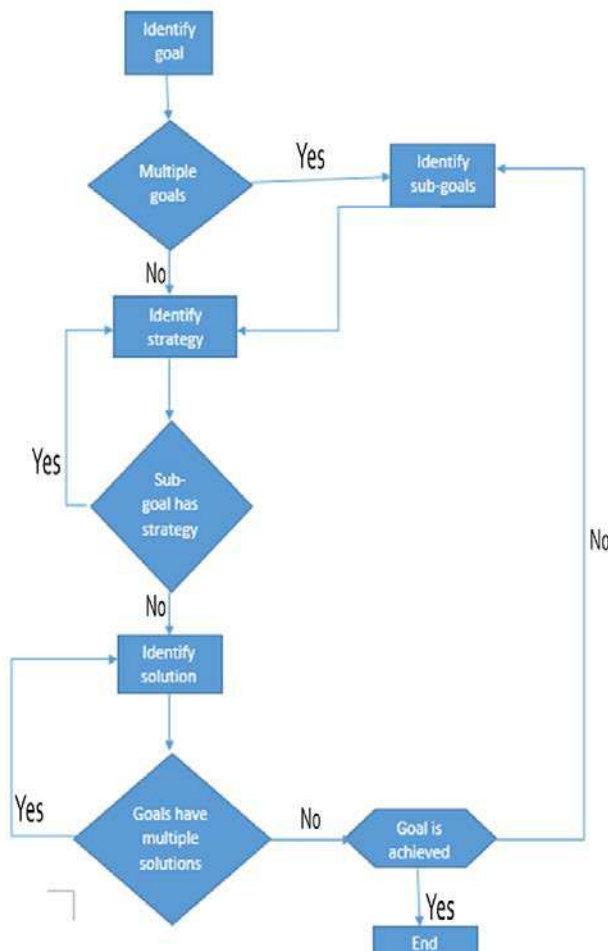 Identify
goal
Multiple
goals
Yes
Identify
sub-goals
No
Identify
strategy
Yes
Sub-
goal has
strategy
No
No
Identify
solution
Yes
Goals have
multiple
solutions
No
Goal is
achieved
Yes
End